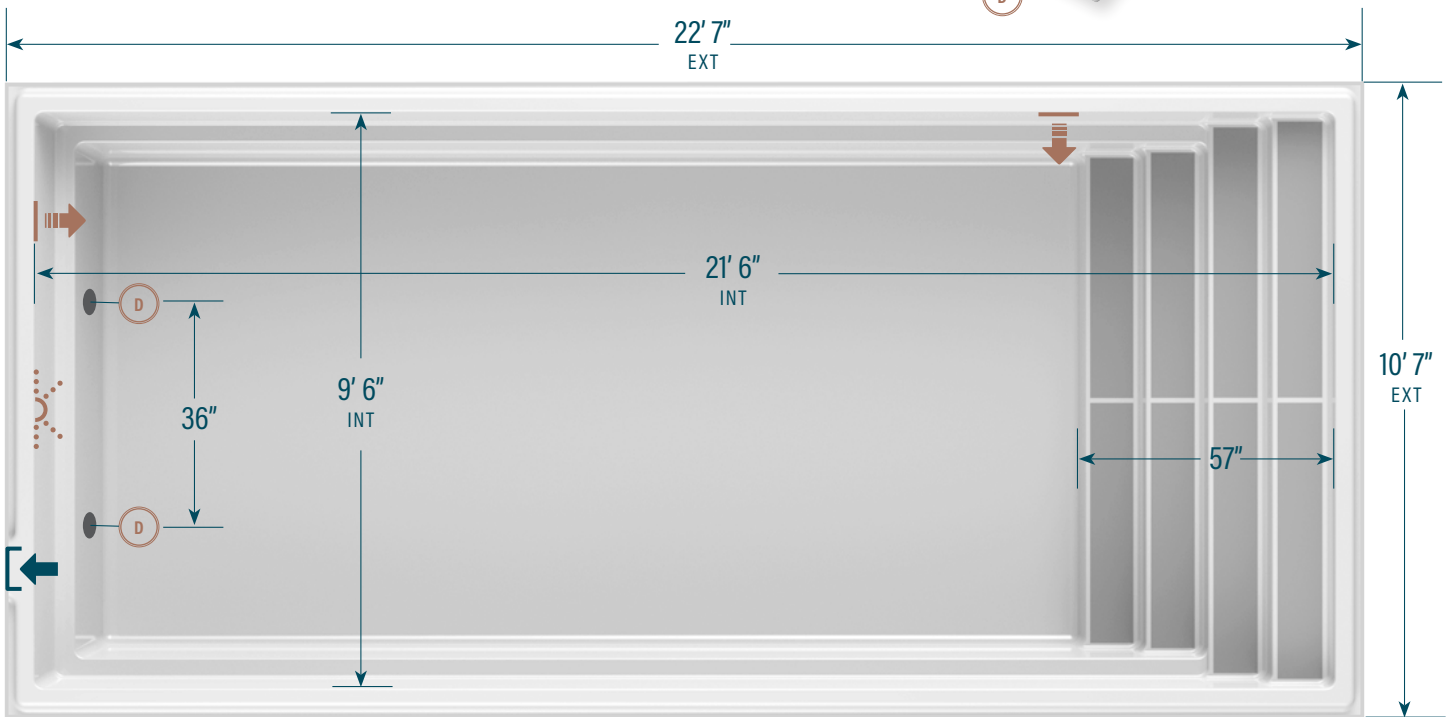 D
22' 7"
EXT
21' 6"
INT
D
9' 6"
INT
36"
10' 7"
EXT
57"
D